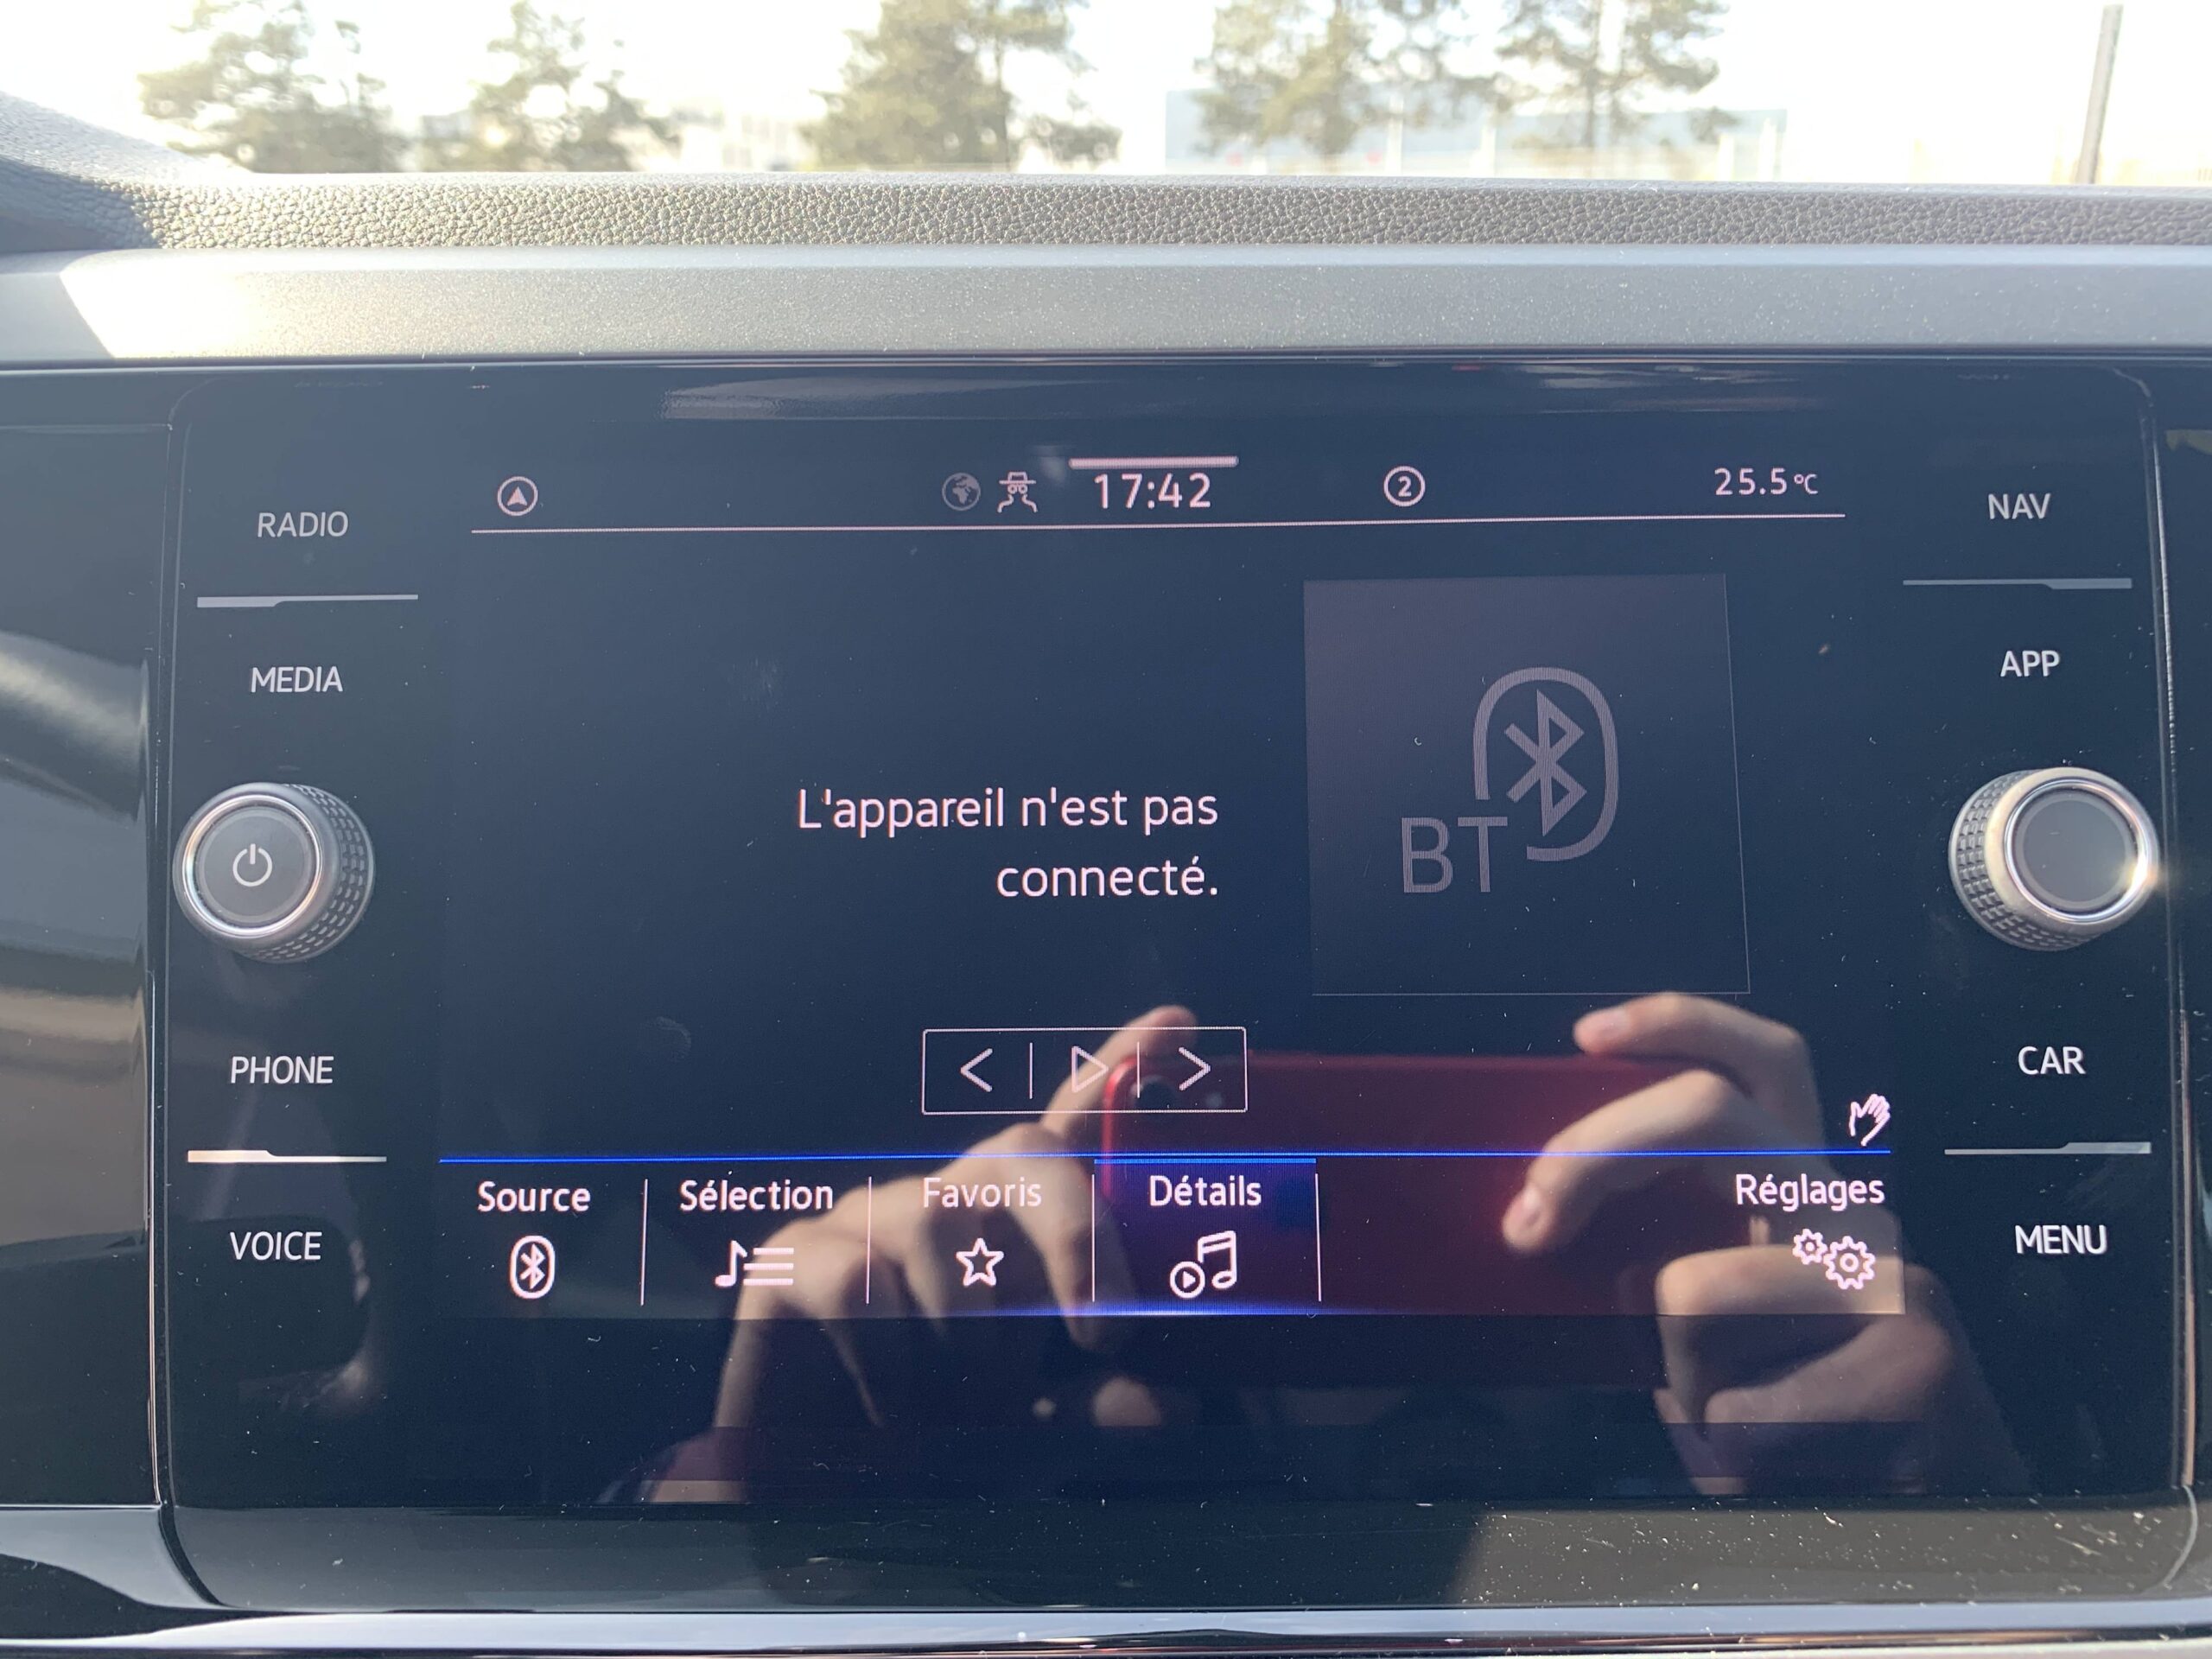 17:42
2
25.5°C
RADIO
NAV
MEDIA
APP
L'appareil n'est pas
connecté.
BT
PHONE
CAR
Source
Sélection
Favoris
Détails
Réglages
VOICE
MENU